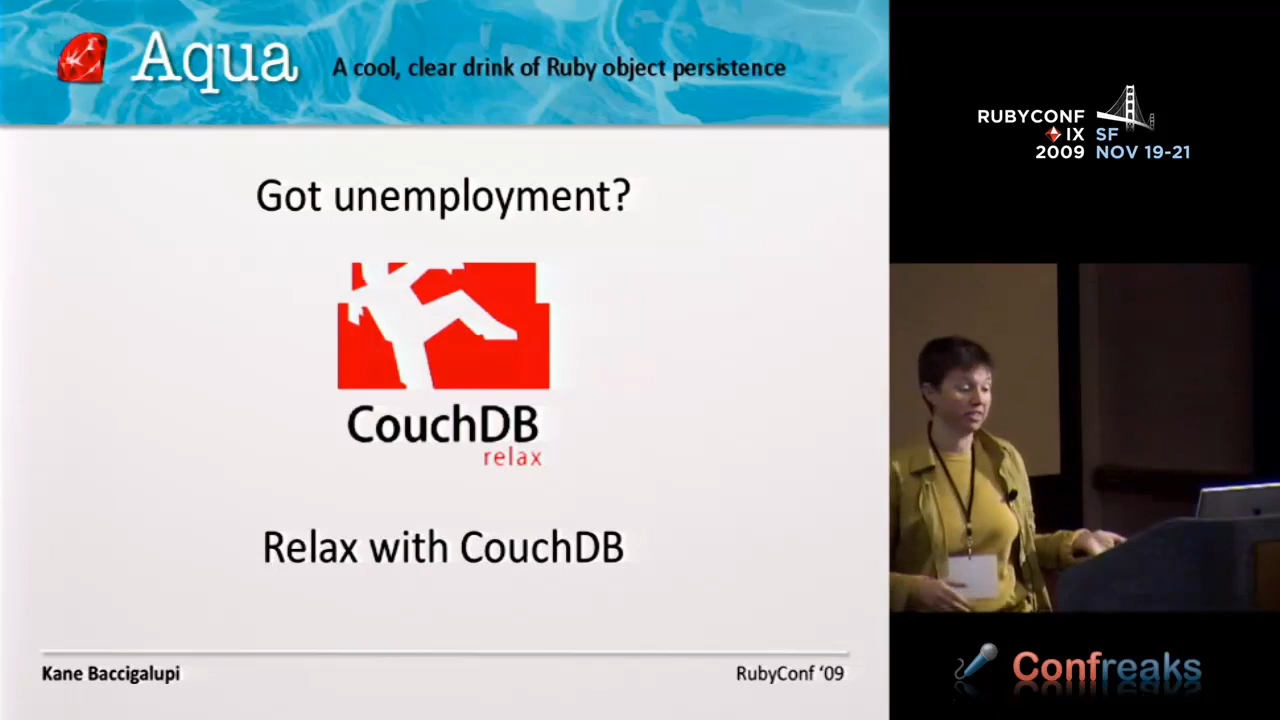 Aqua
A cool, clear drink of Ruby object persistence
Got unemployment?
CouchDB
relax
Relax with CouchDB
Kane Baccigalupi
RubyConf ‘09
RUBYCONF
IX SF
2009 NOV 19-21
Confreaks